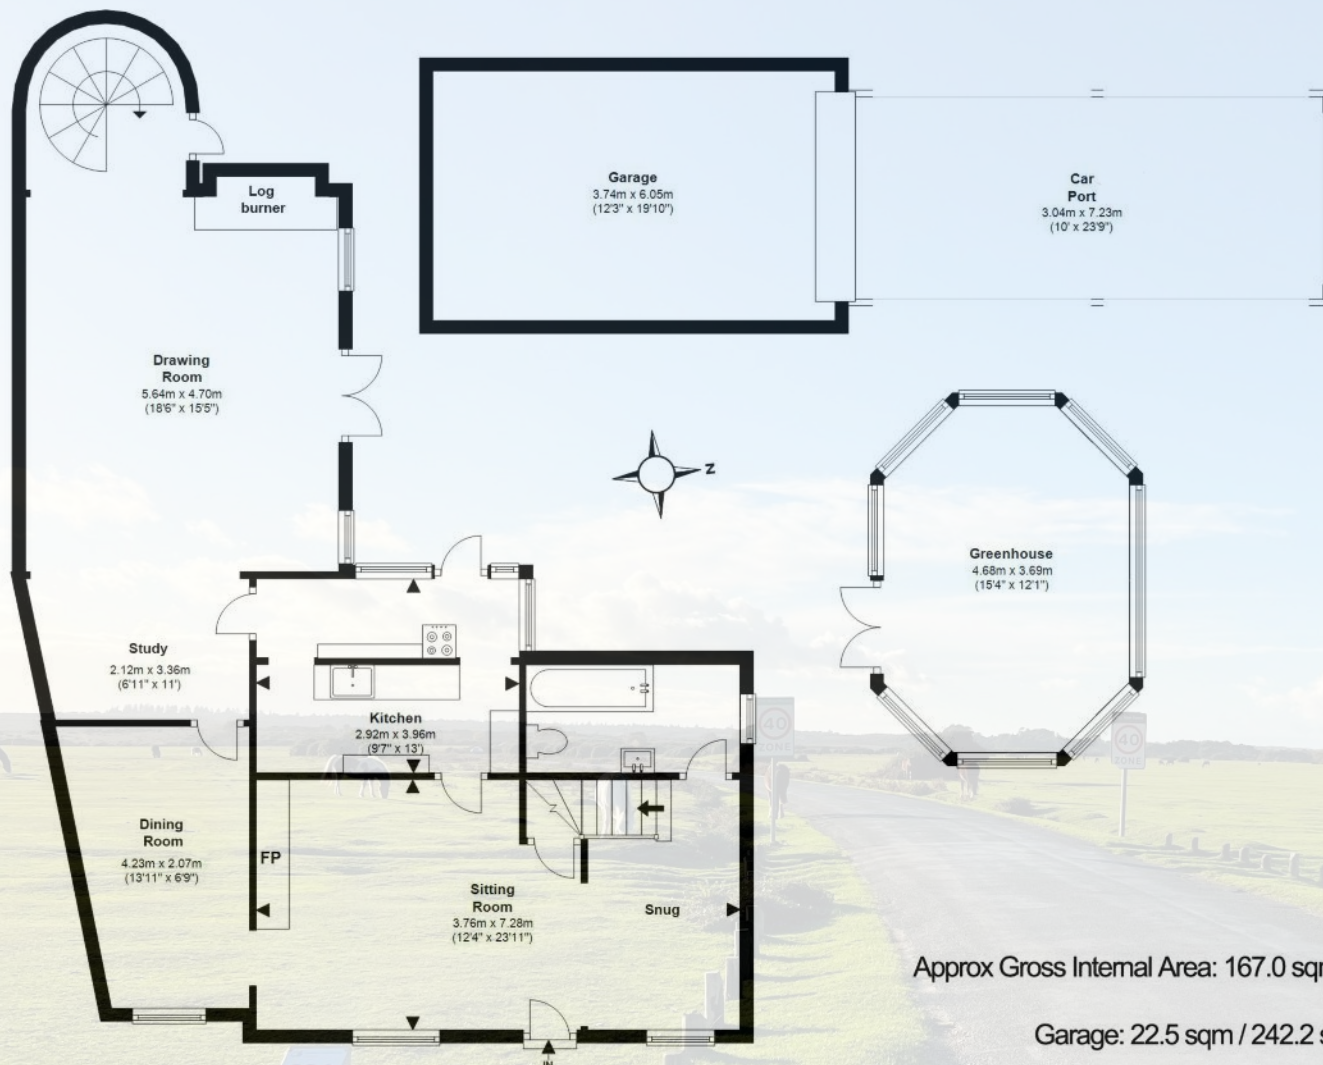 Log
burner
Garage
3.74m x 6.05m
(12'3" x 19'10")
Car
Port
3.04m x 7.23m
(10' x 23'9")
Drawing
Room
5.64m x 4.70m
(18'6" x 15'5")
Z
Greenhouse
4.68m x 3.69m
(15'4" x 12'1")
Study
2.12m x 3.36m
(6'11" x 11')
Kitchen
2.92m x 3.96m
(9'7" x 13')
40
ZONE
40
ZONE
Dining
Room
4.23m x 2.07m
(13'11" x 6'9")
FP
Sitting
Room
3.76m x 7.28m
(12'4" x 23'11")
Snug
IN
Approx Gross Internal Area: 167.0 sqm
Garage: 22.5 sqm / 242.2 s